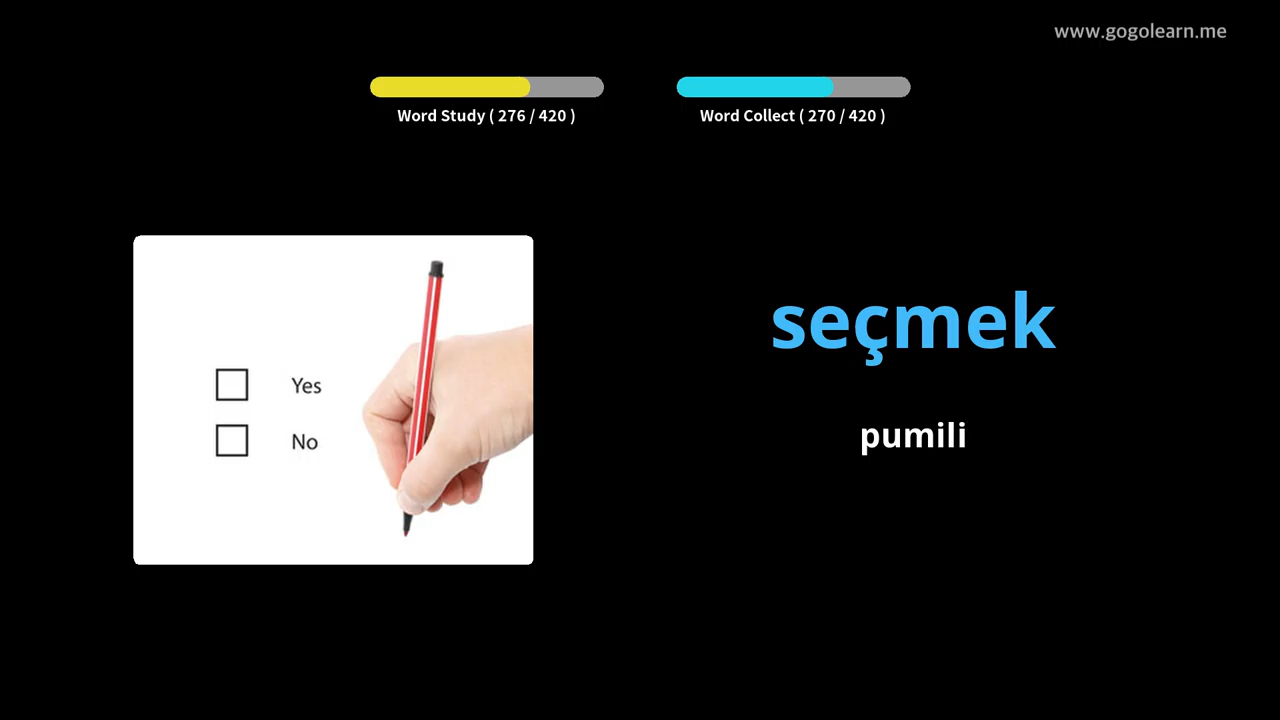 www.gogolearn.me
Word Study ( 276 / 420 )
Word Collect ( 270 / 420 )
seçmek
pumili
Yes
No